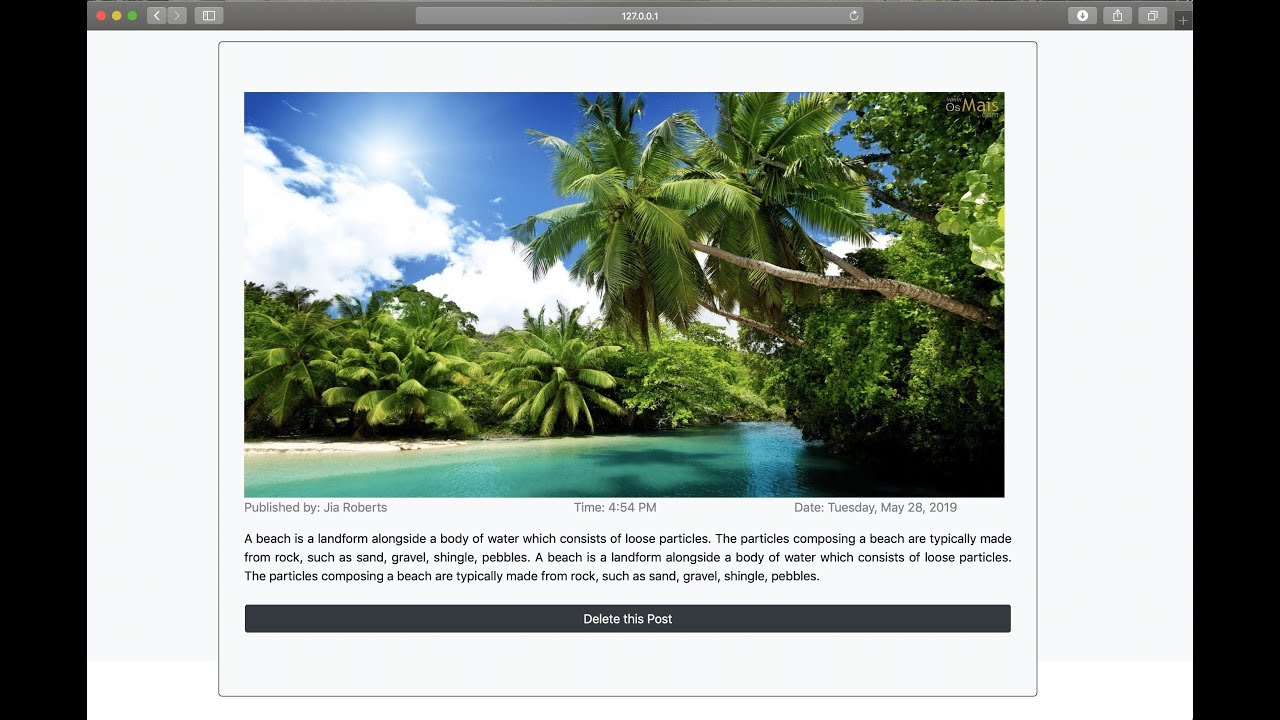 127.0.0.1
www.
OsMais
.com
Published by: Jia Roberts
Time: 4:54 PM
Date: Tuesday, May 28, 2019
A beach is a landform alongside a body of water which consists of loose particles. The particles composing a beach are typically made
from rock, such as sand, gravel, shingle, pebbles. A beach is a landform alongside a body of water which consists of loose particles.
The particles composing a beach are typically made from rock, such as sand, gravel, shingle, pebbles.
Delete this Post